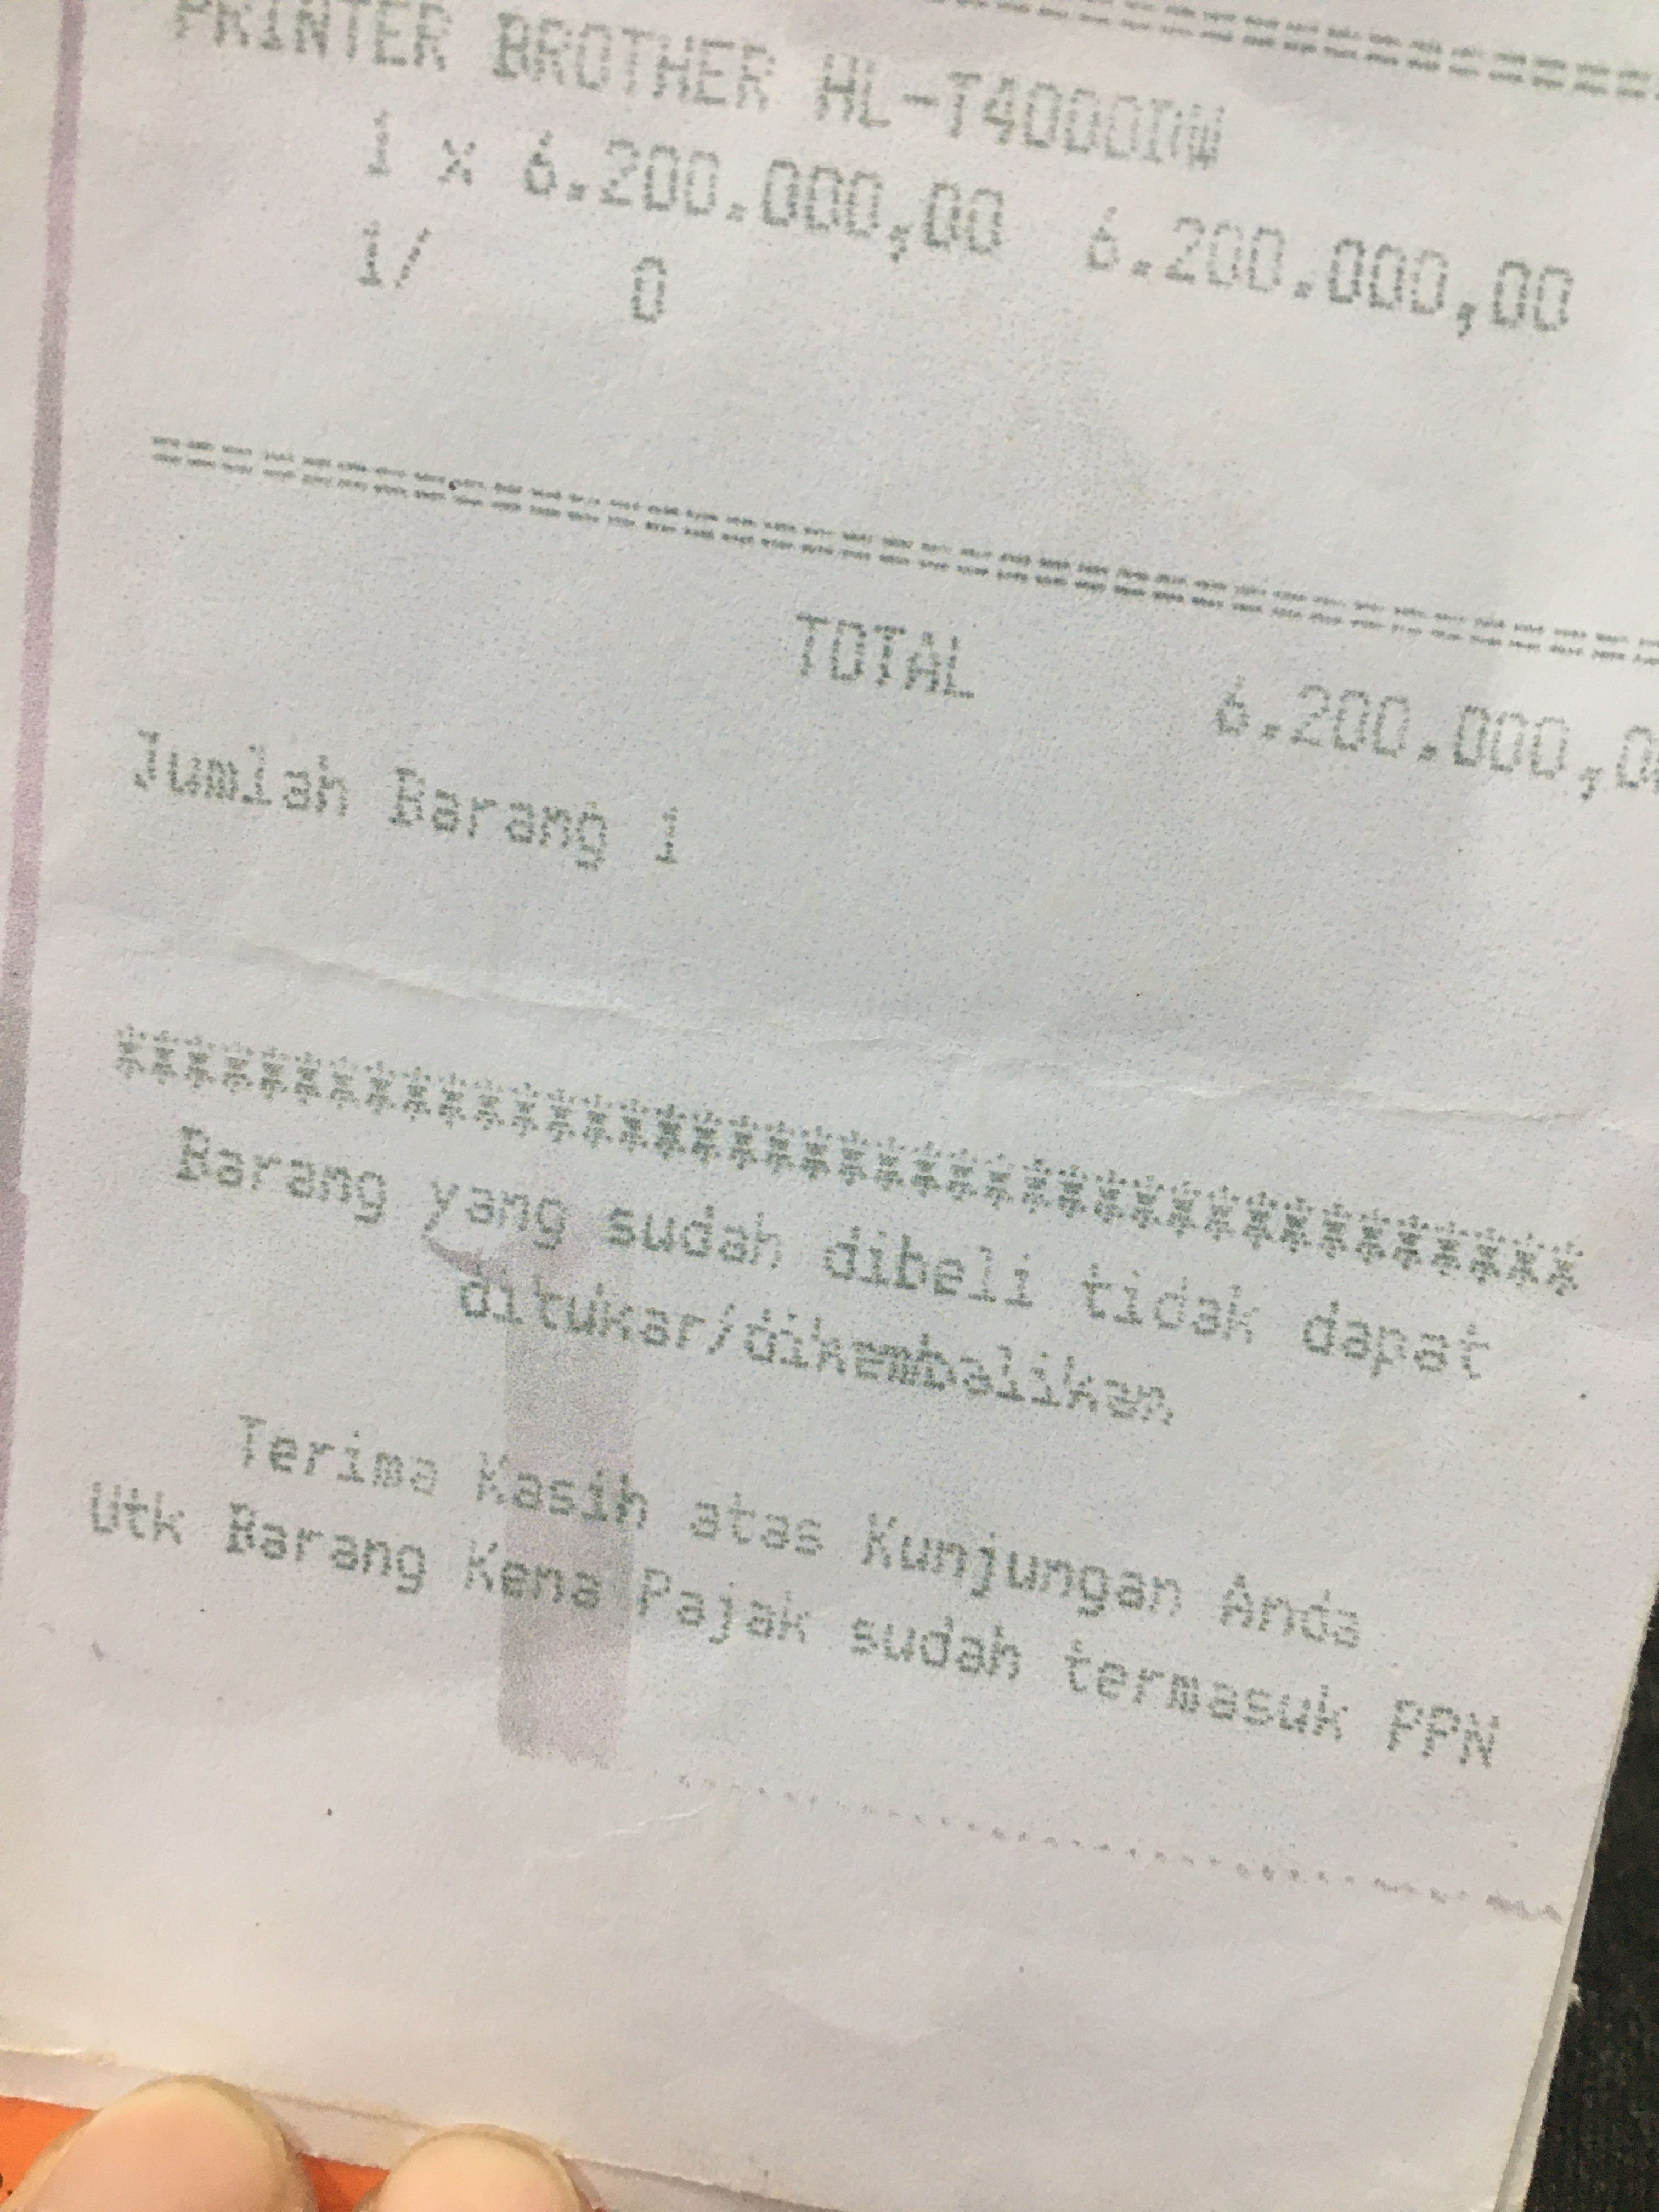 PRINTER BROTHER HL-T4000DW
1 x 6.200.000,00 6.200.000,00
1/ 0
================================================
TOTAL 6.200.000,0
Jumlah Barang 1
*****************************************
Barang yang sudah dibeli tidak dapat
ditukar/dikembalikan
Terima Kasih atas Kunjungan Anda
Utk Barang Kena Pajak sudah termasuk PPN